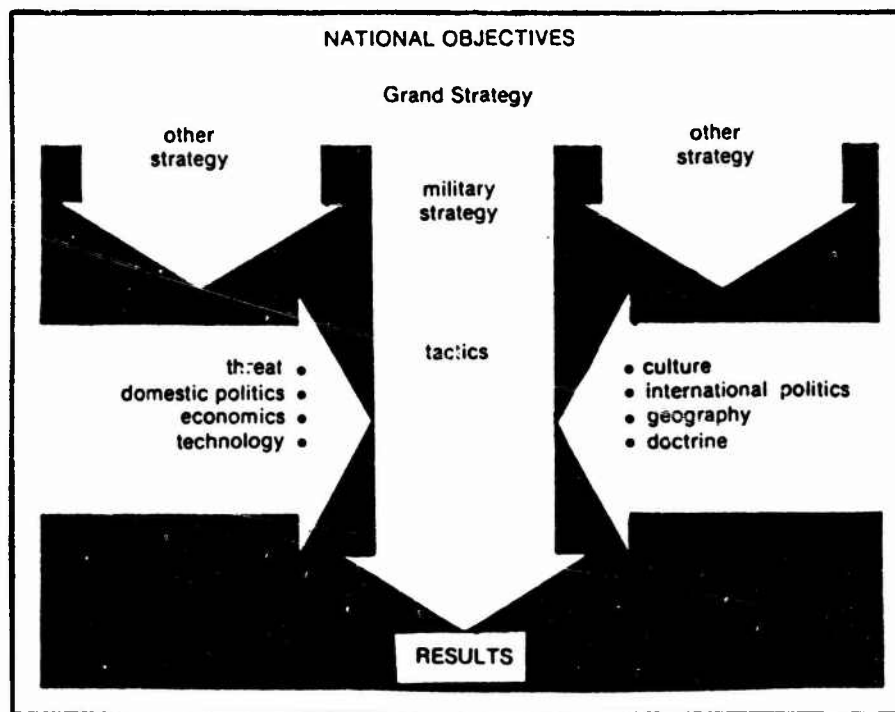 NATIONAL OBJECTIVES
Grand Strategy
other
strategy
other
strategy
military
strategy
tactics
threat •
domestic politics •
economics •
technology •
• culture
• international politics
• geography
• doctrine
RESULTS